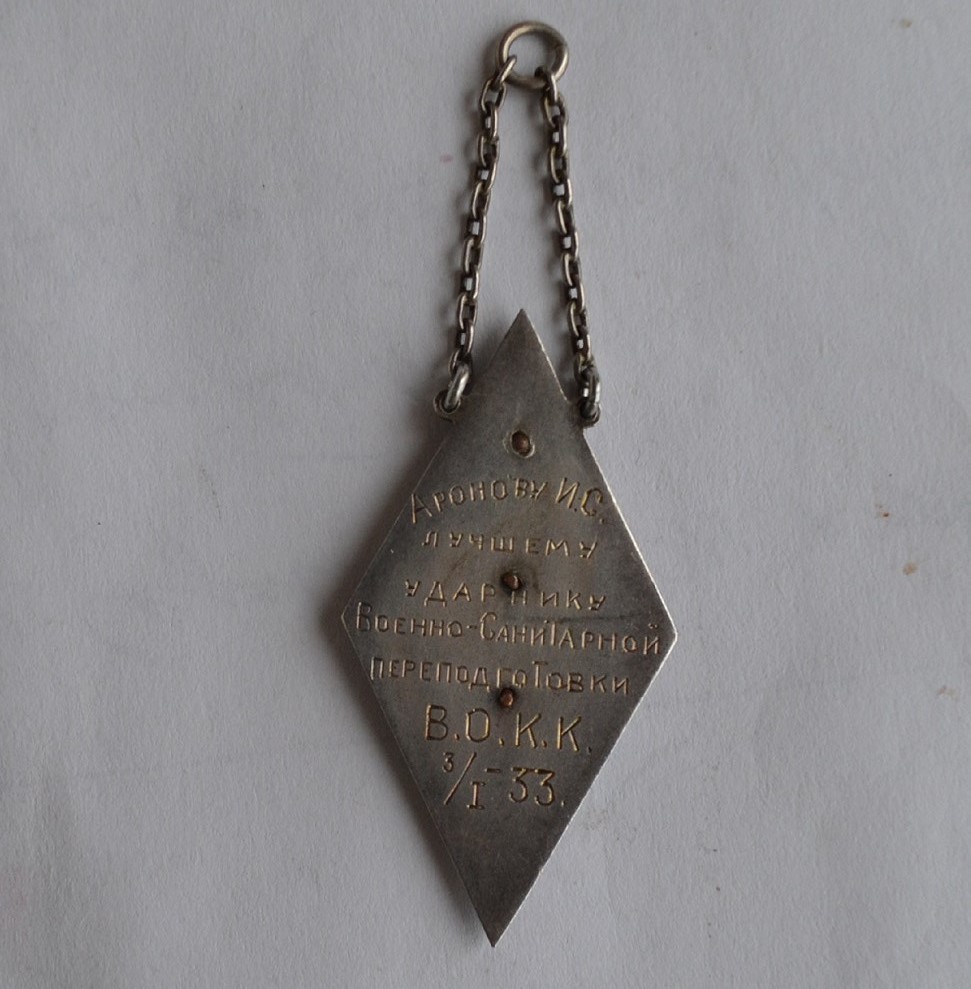 Аронову И.С.
лучшему
ударнику
Военно-Санитарной
переподготовки
В.О.К.К.
3/I-33.